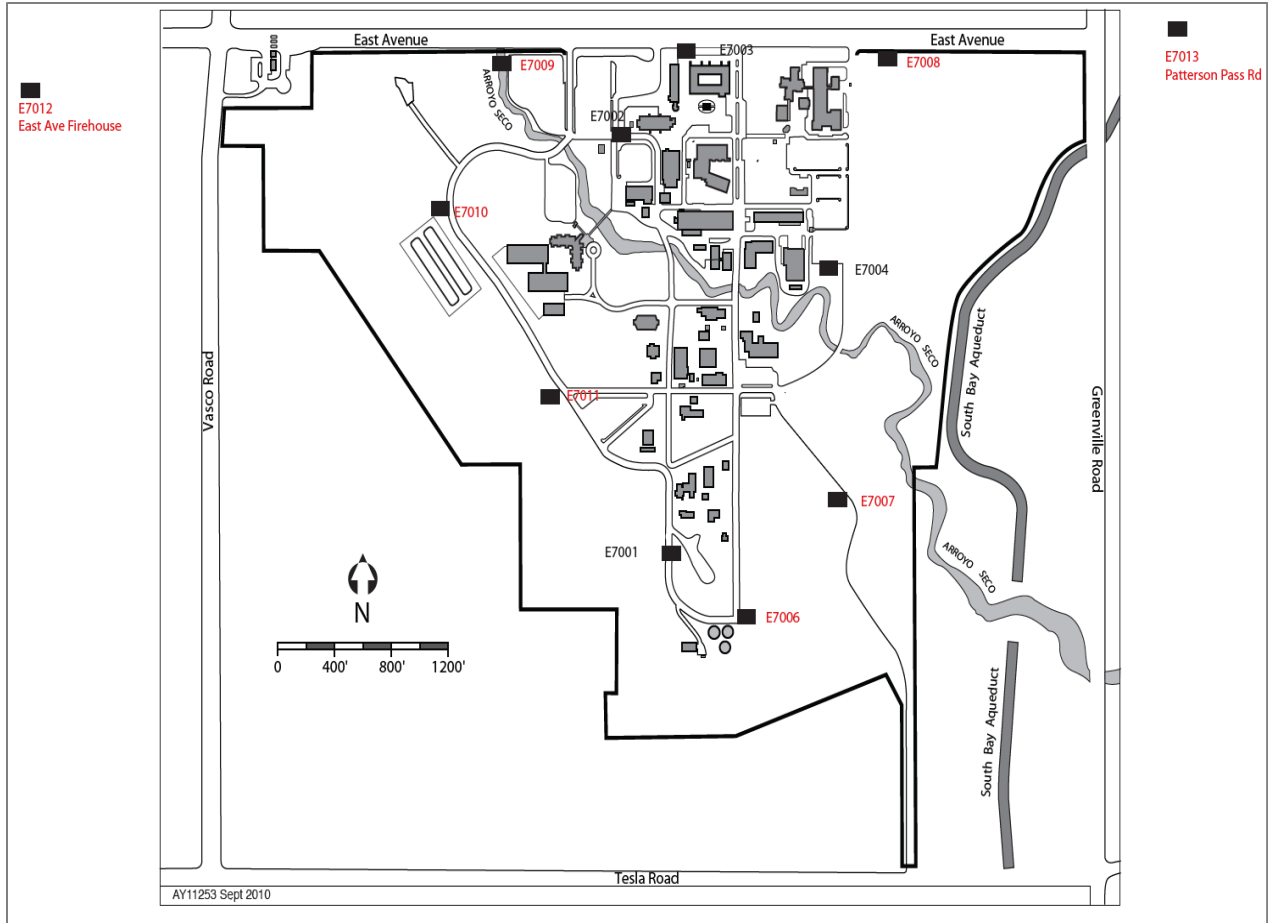 East Avenue
East Avenue
E7003
E7013
Patterson Pass Rd
E7009
E7008
E7012
East Ave Firehouse
ARROYO SECO
E7002
E7010
E7004
ARROYO SECO
South Bay Aqueduct
Vasco Road
Greenville Road
E7011
E7007
E7001
ARROYO SECO
N
E7006
0 400' 800' 1200'
South Bay Aqueduct
Tesla Road
AY11253 Sept 2010